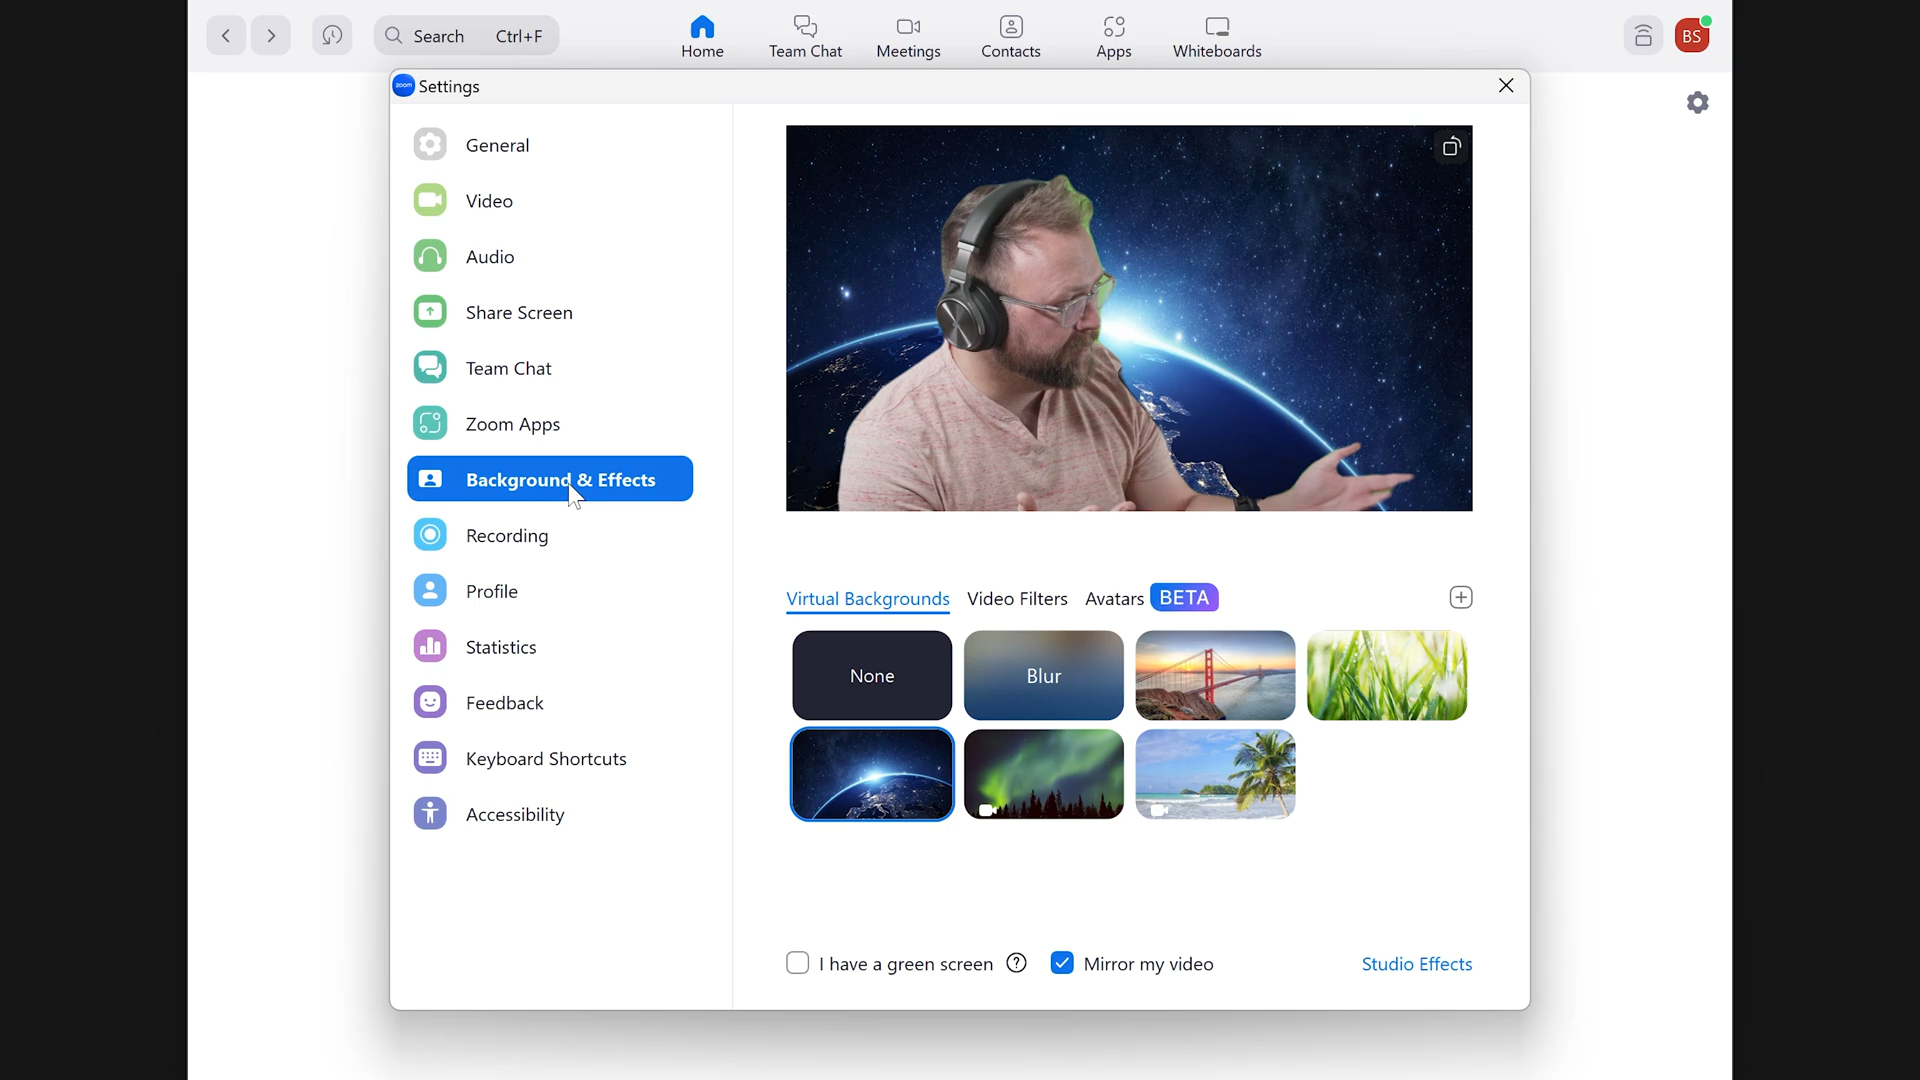 Search Ctrl+F
Home
Team Chat
Meetings
Contacts
Apps
Whiteboards
BS
zoom Settings
General
Video
Audio
Share Screen
Team Chat
Zoom Apps
Background & Effects
Recording
Profile
Statistics
Feedback
Keyboard Shortcuts
Accessibility
Virtual Backgrounds Video Filters Avatars BETA
None
Blur
I have a green screen ? Mirror my video
Studio Effects